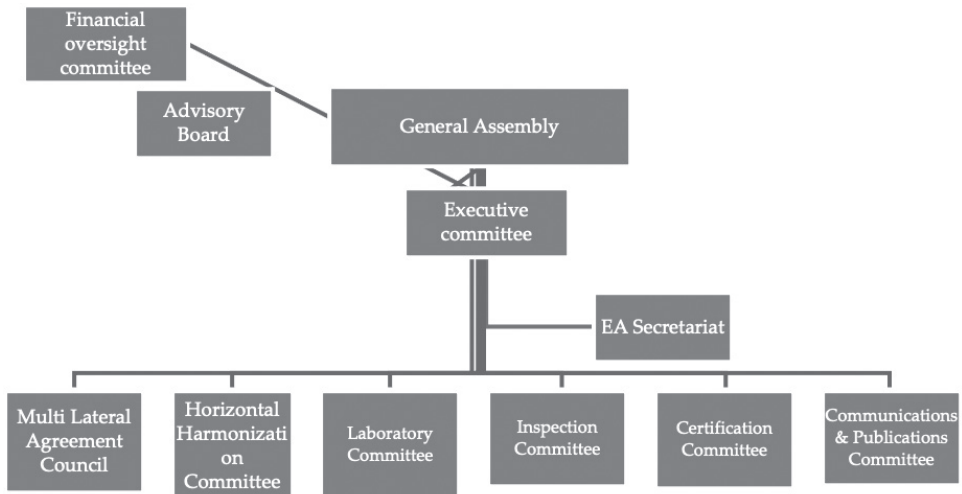 Financial
oversight
committee
Advisory
Board
General Assembly
Executive
committee
EA Secretariat
Multi Lateral
Agreement
Council
Horizontal
Harmonizati
on
Committee
Laboratory
Committee
Inspection
Committee
Certification
Committee
Communications
& Publications
Committee